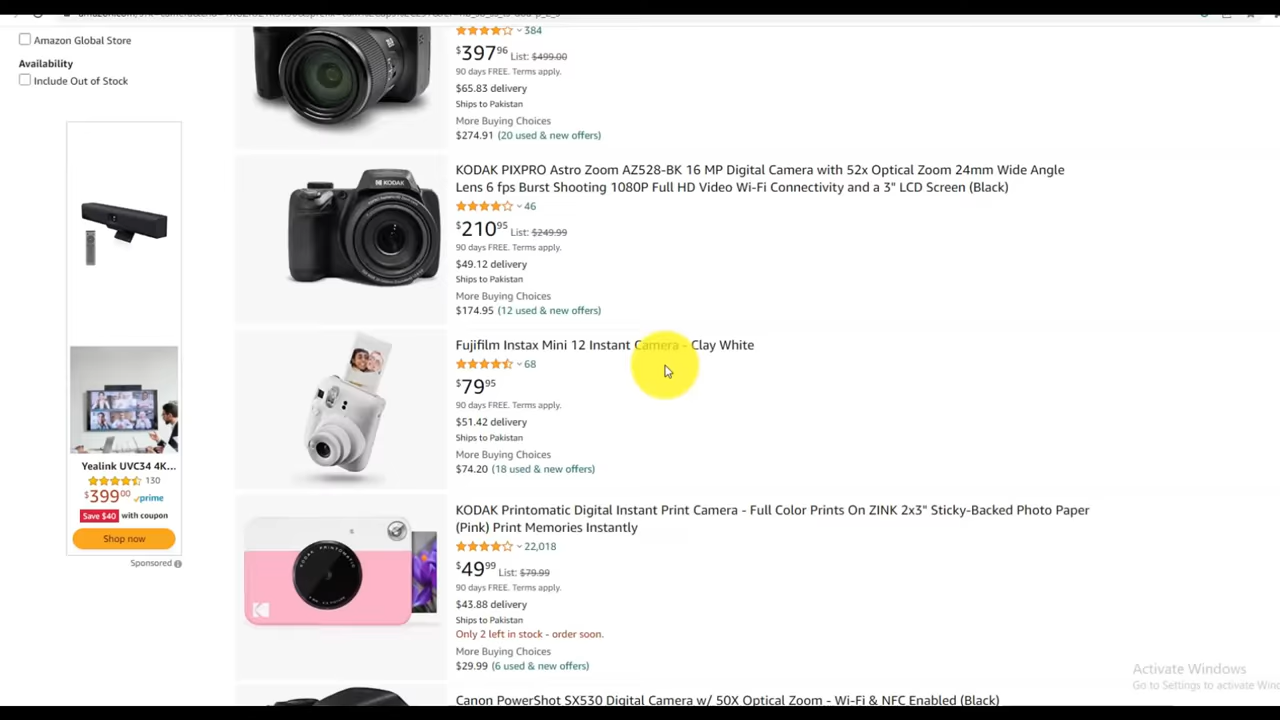 Amazon Global Store
Availability
Include Out of Stock
Yealink UVC34 4K...
130
$399.00 prime
Save $40 with coupon
Shop now
Sponsored
384
$397.96 List: $499.00
90 days FREE. Terms apply.
$65.83 delivery
Ships to Pakistan
More Buying Choices
$274.91 (20 used & new offers)
KODAK
KODAK PIXPRO Astro Zoom AZ528-BK 16 MP Digital Camera with 52x Optical Zoom 24mm Wide Angle
Lens 6 fps Burst Shooting 1080P Full HD Video Wi-Fi Connectivity and a 3" LCD Screen (Black)
46
$210.95 List: $249.99
90 days FREE. Terms apply.
$49.12 delivery
Ships to Pakistan
More Buying Choices
$174.95 (12 used & new offers)
Fujifilm Instax Mini 12 Instant Camera - Clay White
68
$79.95
90 days FREE. Terms apply.
$51.42 delivery
Ships to Pakistan
More Buying Choices
$74.20 (18 used & new offers)
KODAK Printomatic Digital Instant Print Camera - Full Color Prints On ZINK 2x3" Sticky-Backed Photo Paper
(Pink) Print Memories Instantly
22,018
$49.99 List: $79.99
90 days FREE. Terms apply.
$43.88 delivery
Ships to Pakistan
Only 2 left in stock - order soon.
More Buying Choices
$29.99 (6 used & new offers)
Canon PowerShot SX530 Digital Camera w/ 50X Optical Zoom - Wi-Fi & NFC Enabled (Black)
Activate Windows
Go to Settings to activate